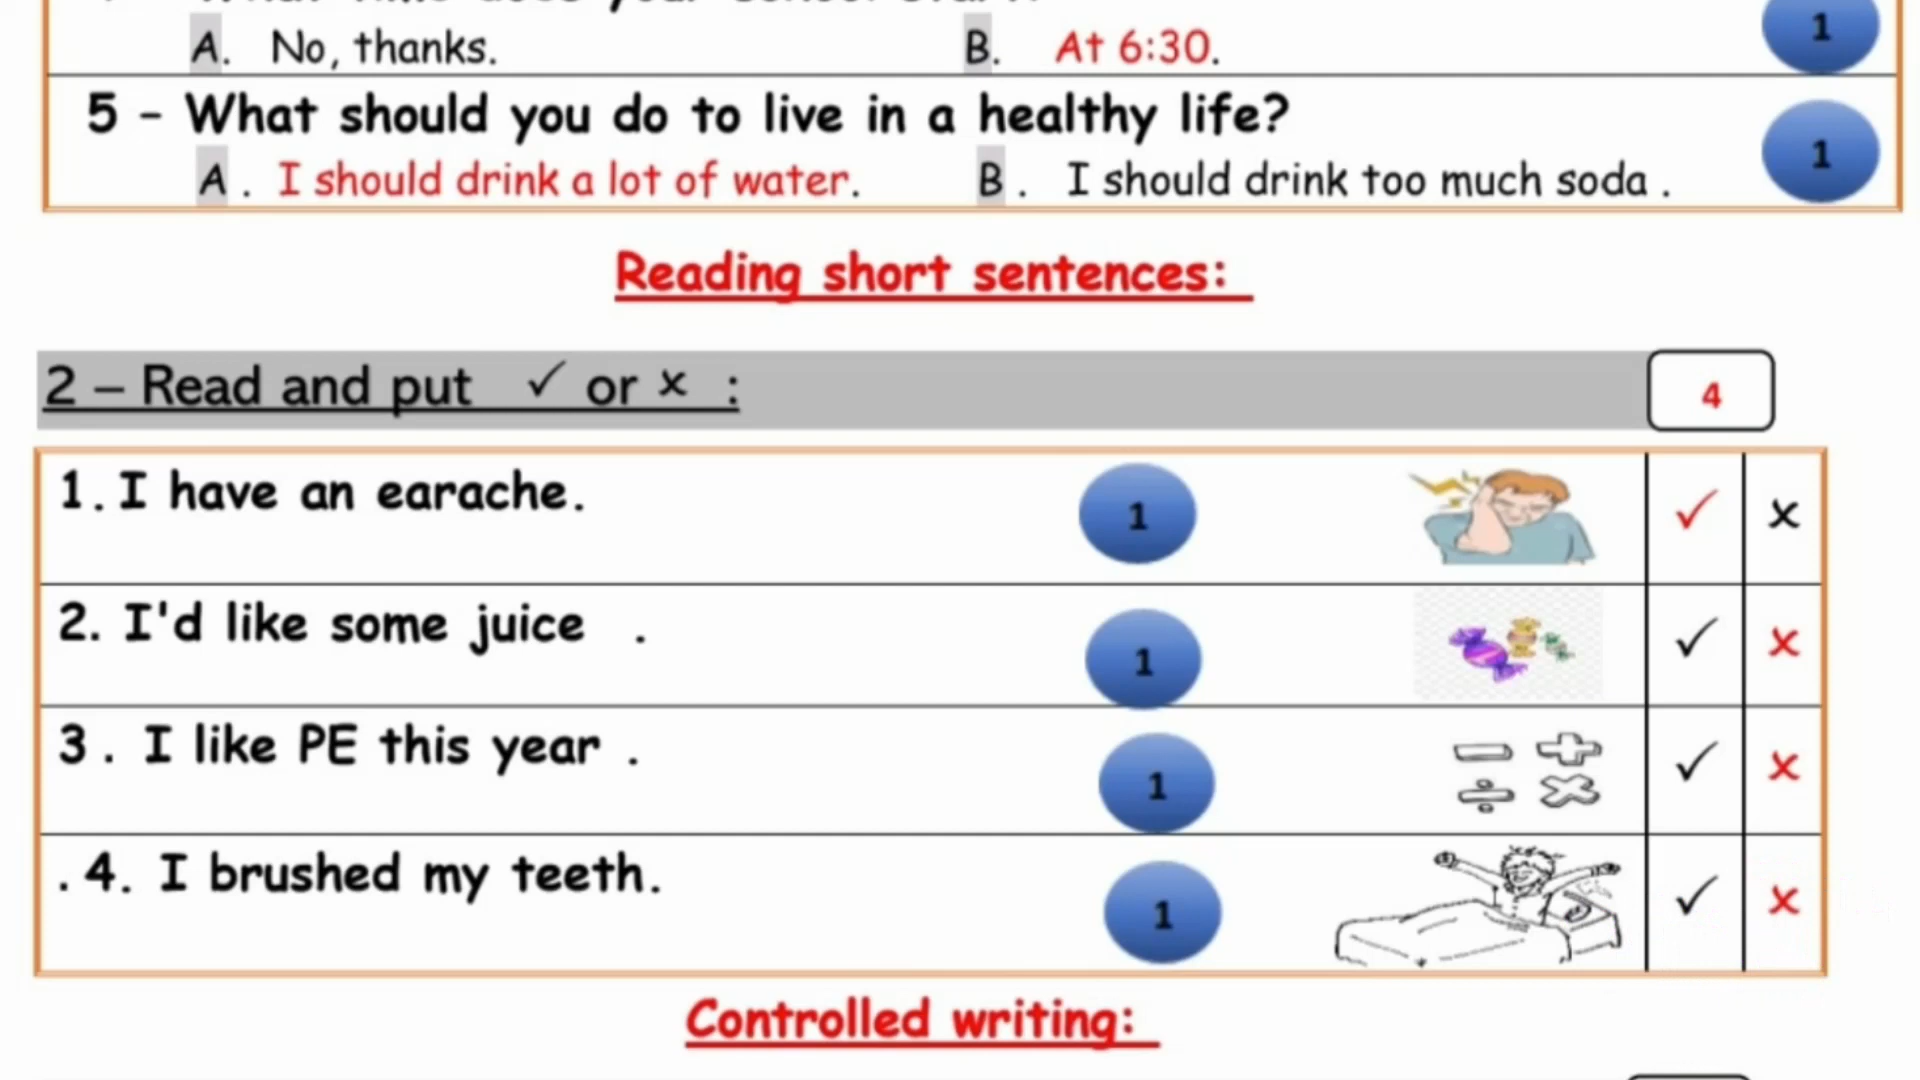 A. No, thanks. B. At 6:30. 1
5 - What should you do to live in a healthy life?
A . I should drink a lot of water. B . I should drink too much soda . 1
Reading short sentences:
2 – Read and put ✓ or × : 4
1. I have an earache. 1 ✓ ×
2. I'd like some juice . 1 ✓ ×
3 . I like PE this year . 1 ✓ ×
. 4. I brushed my teeth. 1 ✓ ×
Controlled writing: